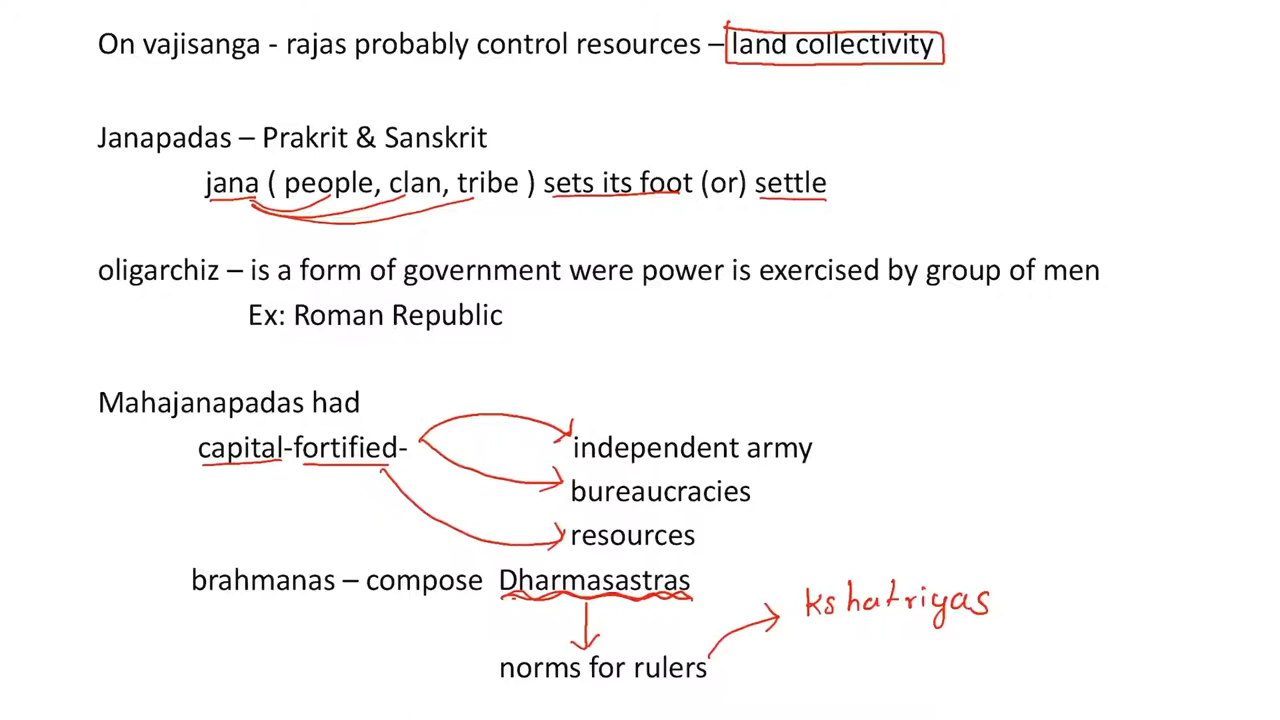 On vajisanga - rajas probably control resources – land collectivity
Janapadas – Prakrit & Sanskrit
jana ( people, clan, tribe ) sets its foot (or) settle
oligarchiz – is a form of government were power is exercised by group of men
Ex: Roman Republic
Mahajanapadas had
capital-fortified- independent army
bureaucracies
resources
brahmanas – compose Dharmasastras
kshatriyas
norms for rulers